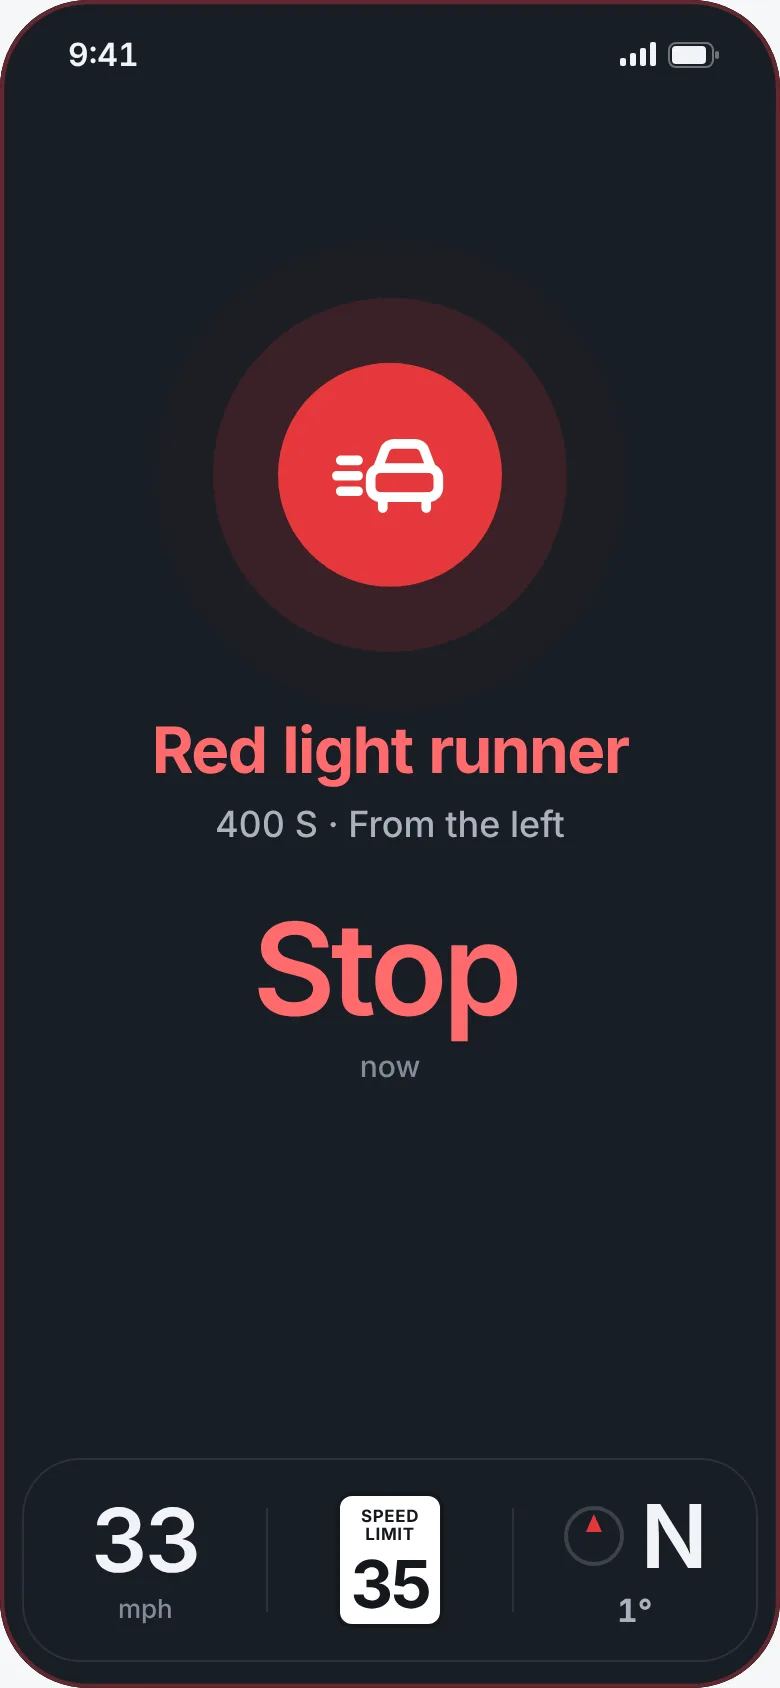 9:41
Red light runner
400 S · From the left
Stop
now
33
mph
SPEED
LIMIT
35
N
1°